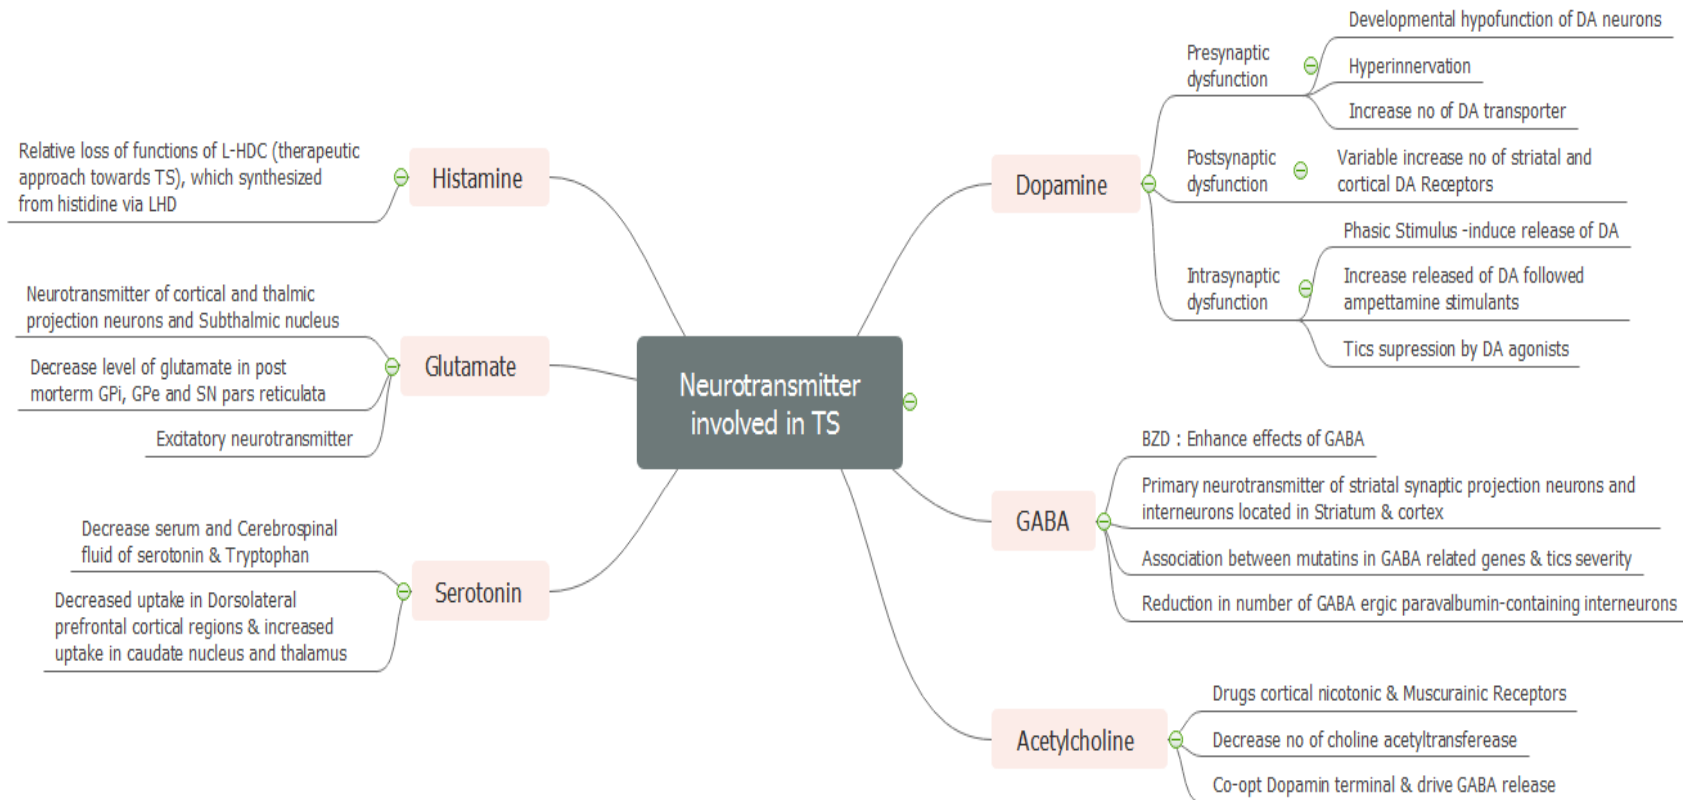 Neurotransmitter
involved in TS
Histamine
Relative loss of functions of L-HDC (therapeutic
approach towards TS), which synthesized
from histidine via LHD
Glutamate
Neurotransmitter of cortical and thalmic
projection neurons and Subthalmic nucleus
Decrease level of glutamate in post
morterm GPi, GPe and SN pars reticulata
Excitatory neurotransmitter
Serotonin
Decrease serum and Cerebrospinal
fluid of serotonin & Tryptophan
Decreased uptake in Dorsolateral
prefrontal cortical regions & increased
uptake in caudate nucleus and thalamus
Dopamine
Presynaptic
dysfunction
Developmental hypofunction of DA neurons
Hyperinnervation
Increase no of DA transporter
Postsynaptic
dysfunction
Variable increase no of striatal and
cortical DA Receptors
Intrasynaptic
dysfunction
Phasic Stimulus -induce release of DA
Increase released of DA followed
ampettamine stimulants
Tics supression by DA agonists
GABA
BZD : Enhance effects of GABA
Primary neurotransmitter of striatal synaptic projection neurons and
interneurons located in Striatum & cortex
Association between mutatins in GABA related genes & tics severity
Reduction in number of GABA ergic paravalbumin-containing interneurons
Acetylcholine
Drugs cortical nicotonic & Muscurainic Receptors
Decrease no of choline acetyltransferease
Co-opt Dopamin terminal & drive GABA release